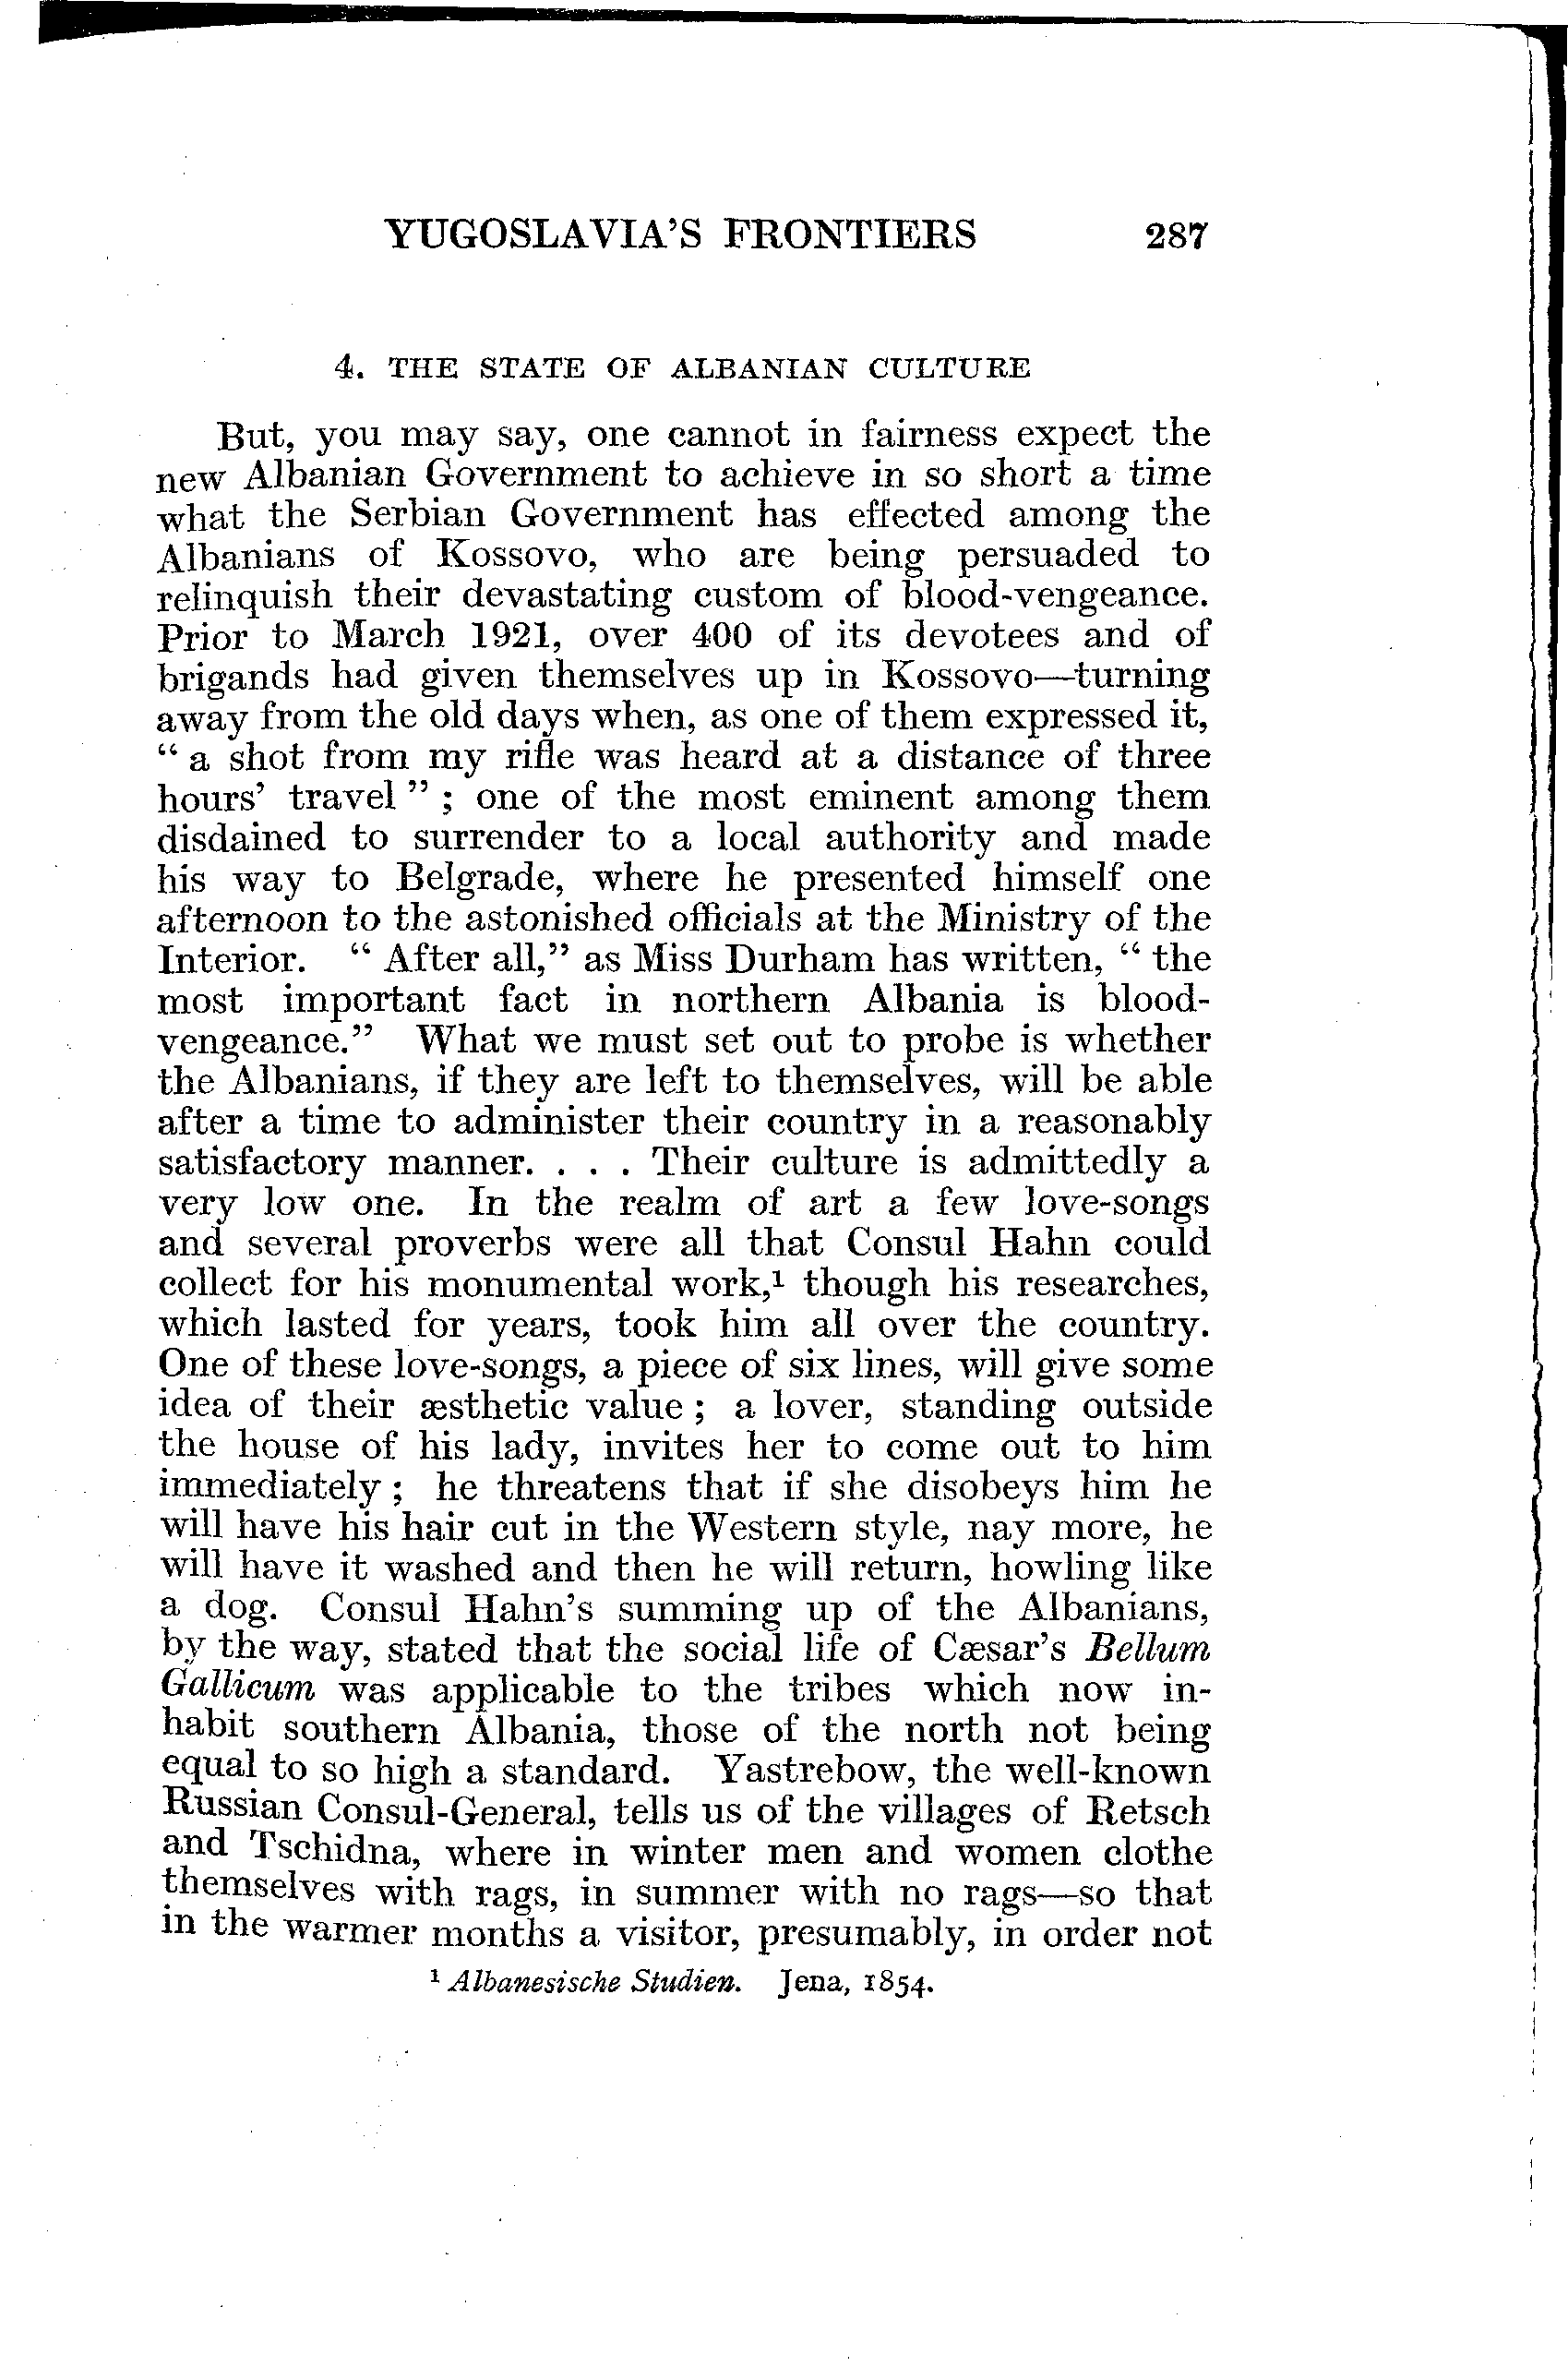 YUGOSLAVIA'S FRONTIERS 287
4. THE STATE OF ALBANIAN CULTURE
But, you may say, one cannot in fairness expect the
new Albanian Government to achieve in so short a time
what the Serbian Government has effected among the
Albanians of Kossovo, who are being persuaded to
relinquish their devastating custom of blood-vengeance.
Prior to March 1921, over 400 of its devotees and of
brigands had given themselves up in Kossovo—turning
away from the old days when, as one of them expressed it,
“ a shot from my rifle was heard at a distance of three
hours’ travel ” ; one of the most eminent among them
disdained to surrender to a local authority and made
his way to Belgrade, where he presented himself one
afternoon to the astonished officials at the Ministry of the
Interior. “ After all,” as Miss Durham has written, “ the
most important fact in northern Albania is blood-
vengeance.” What we must set out to probe is whether
the Albanians, if they are left to themselves, will be able
after a time to administer their country in a reasonably
satisfactory manner. . . . Their culture is admittedly a
very low one. In the realm of art a few love-songs
and several proverbs were all that Consul Hahn could
collect for his monumental work,¹ though his researches,
which lasted for years, took him all over the country.
One of these love-songs, a piece of six lines, will give some
idea of their æsthetic value ; a lover, standing outside
the house of his lady, invites her to come out to him
immediately ; he threatens that if she disobeys him he
will have his hair cut in the Western style, nay more, he
will have it washed and then he will return, howling like
a dog. Consul Hahn’s summing up of the Albanians,
by the way, stated that the social life of Cæsar’s Bellum
Gallicum was applicable to the tribes which now in-
habit southern Albania, those of the north not being
equal to so high a standard. Yastrebow, the well-known
Russian Consul-General, tells us of the villages of Retsch
and Tschidna, where in winter men and women clothe
themselves with rags, in summer with no rags—so that
in the warmer months a visitor, presumably, in order not
¹ Albanesische Studien. Jena, 1854.